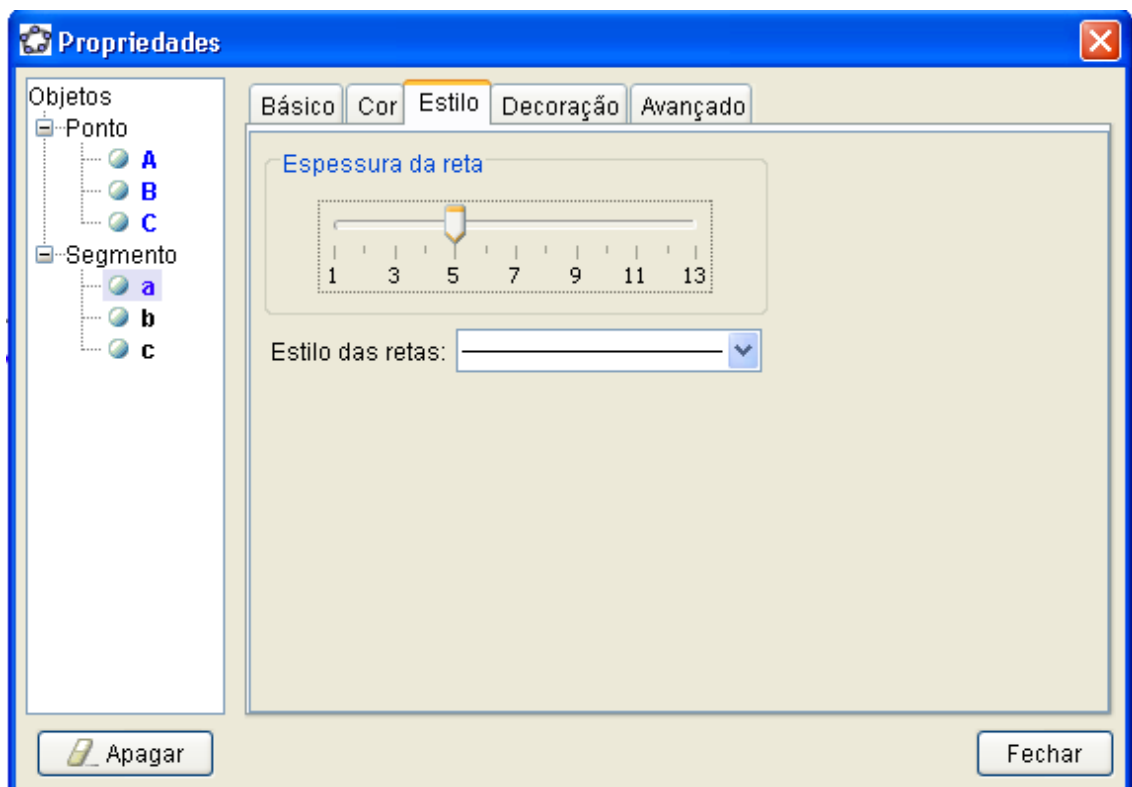 Propriedades
Objetos
Ponto
A
B
C
Segmento
a
b
c
Básico Cor Estilo Decoração Avançado
Espessura da reta
1 3 5 7 9 11 13
Estilo das retas:
Apagar
Fechar